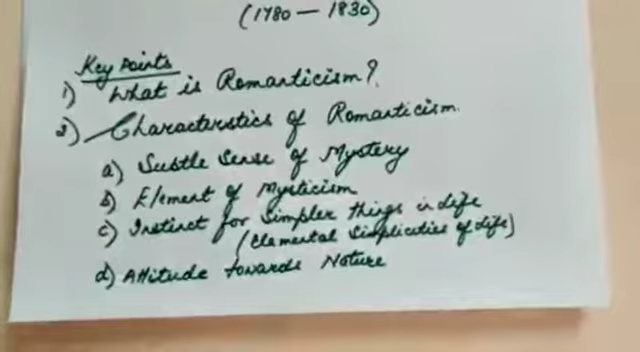 (1780 — 1830)
Key Points
1) What is Romanticism?
2) Characterstics of Romanticism.
a) Subtle Sense of Mystery
b) Element of Mysticism
c) Instinct for Simpler things in life
(Elemental Simplicities of life)
d) Attitude towards Nature